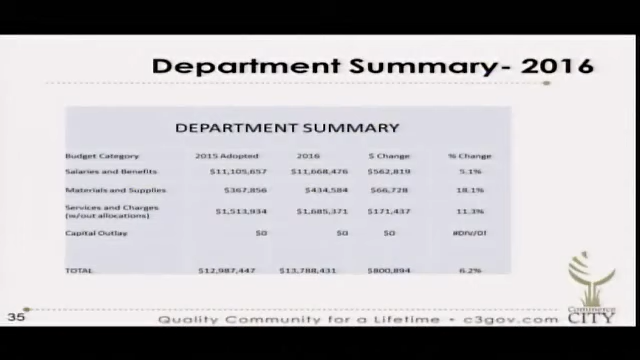 Department Summary- 2016
DEPARTMENT SUMMARY
Budget Category 2015 Adopted 2016 $ Change % Change
Salaries and Benefits $11,105,657 $11,668,476 $562,819 5.1%
Materials and Supplies $367,856 $434,584 $66,728 18.1%
Services and Charges
(w/out allocations) $1,513,934 $1,685,371 $171,437 11.3%
Capital Outlay $0 $0 $0 #DIV/0!
TOTAL $12,987,447 $13,788,431 $800,894 6.2%
Commerce
CITY
35 Quality Community for a Lifetime • c3gov.com